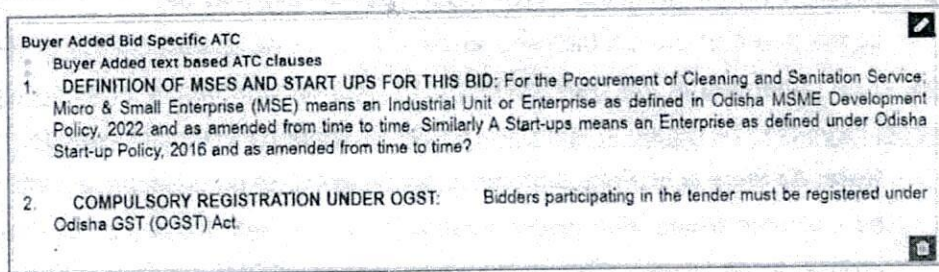 Buyer Added Bid Specific ATC
Buyer Added text based ATC clauses
1. DEFINITION OF MSES AND START UPS FOR THIS BID: For the Procurement of Cleaning and Sanitation Service;
Micro & Small Enterprise (MSE) means an Industrial Unit or Enterprise as defined in Odisha MSME Development
Policy, 2022 and as amended from time to time. Similarly A Start-ups means an Enterprise as defined under Odisha
Start-up Policy, 2016 and as amended from time to time?
2. COMPULSORY REGISTRATION UNDER OGST: Bidders participating in the tender must be registered under
Odisha GST (OGST) Act.